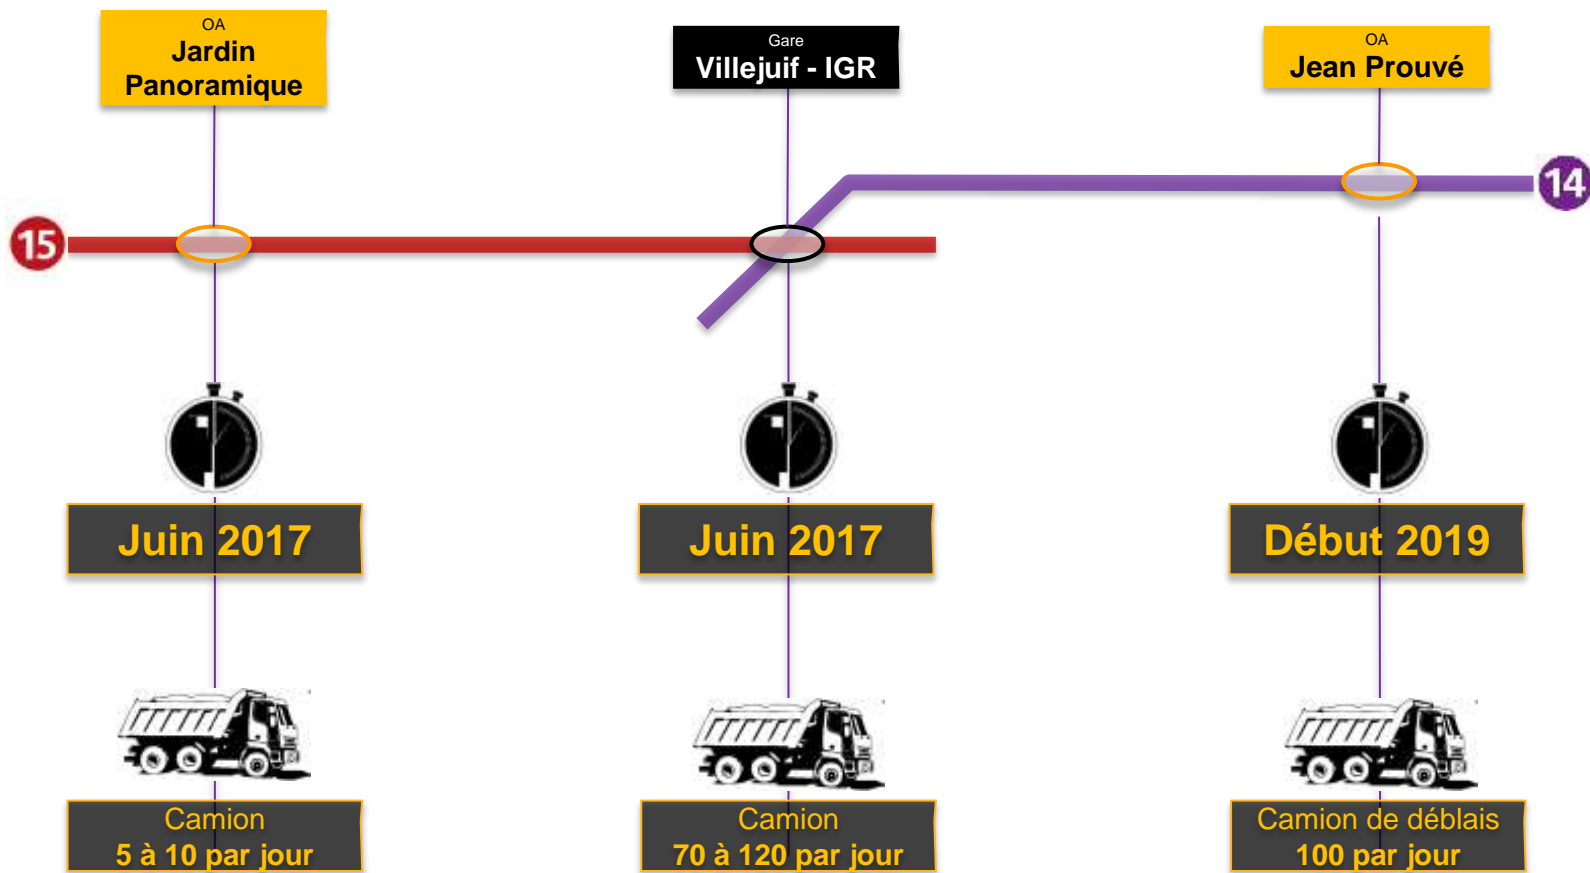 OA
Jardin
Panoramique
Gare
Villejuif - IGR
OA
Jean Prouvé
14
15
Juin 2017
Juin 2017
Début 2019
Camion
5 à 10 par jour
Camion
70 à 120 par jour
Camion de déblais
100 par jour